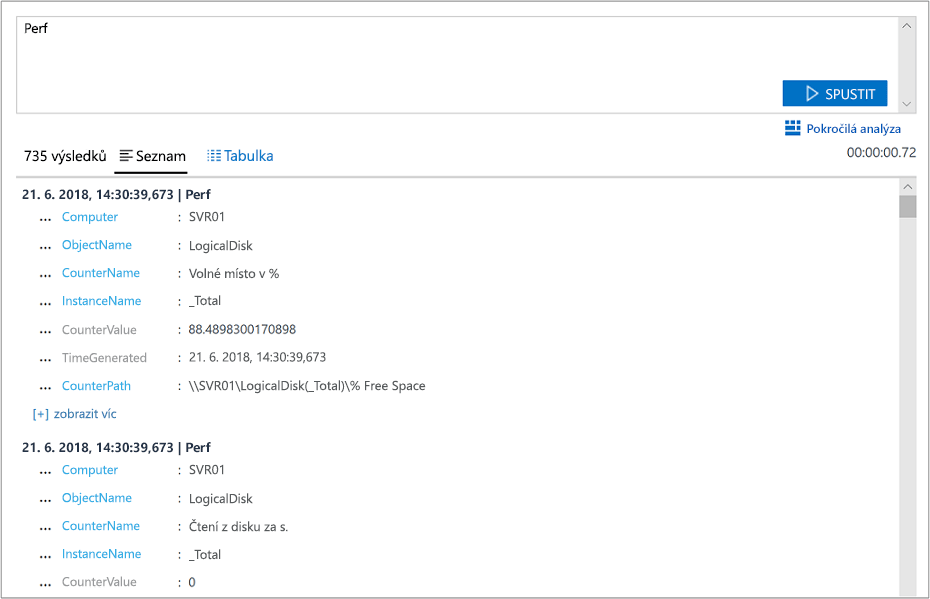 Perf
SPUSTIT
Pokročilá analýza
735 výsledků Seznam Tabulka 00:00:00.72
21. 6. 2018, 14:30:39,673 | Perf
... Computer : SVR01
... ObjectName : LogicalDisk
... CounterName : Volné místo v %
... InstanceName : _Total
... CounterValue : 88.4898300170898
... TimeGenerated : 21. 6. 2018, 14:30:39,673
... CounterPath : \\SVR01\LogicalDisk(_Total)\% Free Space
[+] zobrazit víc
21. 6. 2018, 14:30:39,673 | Perf
... Computer : SVR01
... ObjectName : LogicalDisk
... CounterName : Čtení z disku za s.
... InstanceName : _Total
... CounterValue : 0